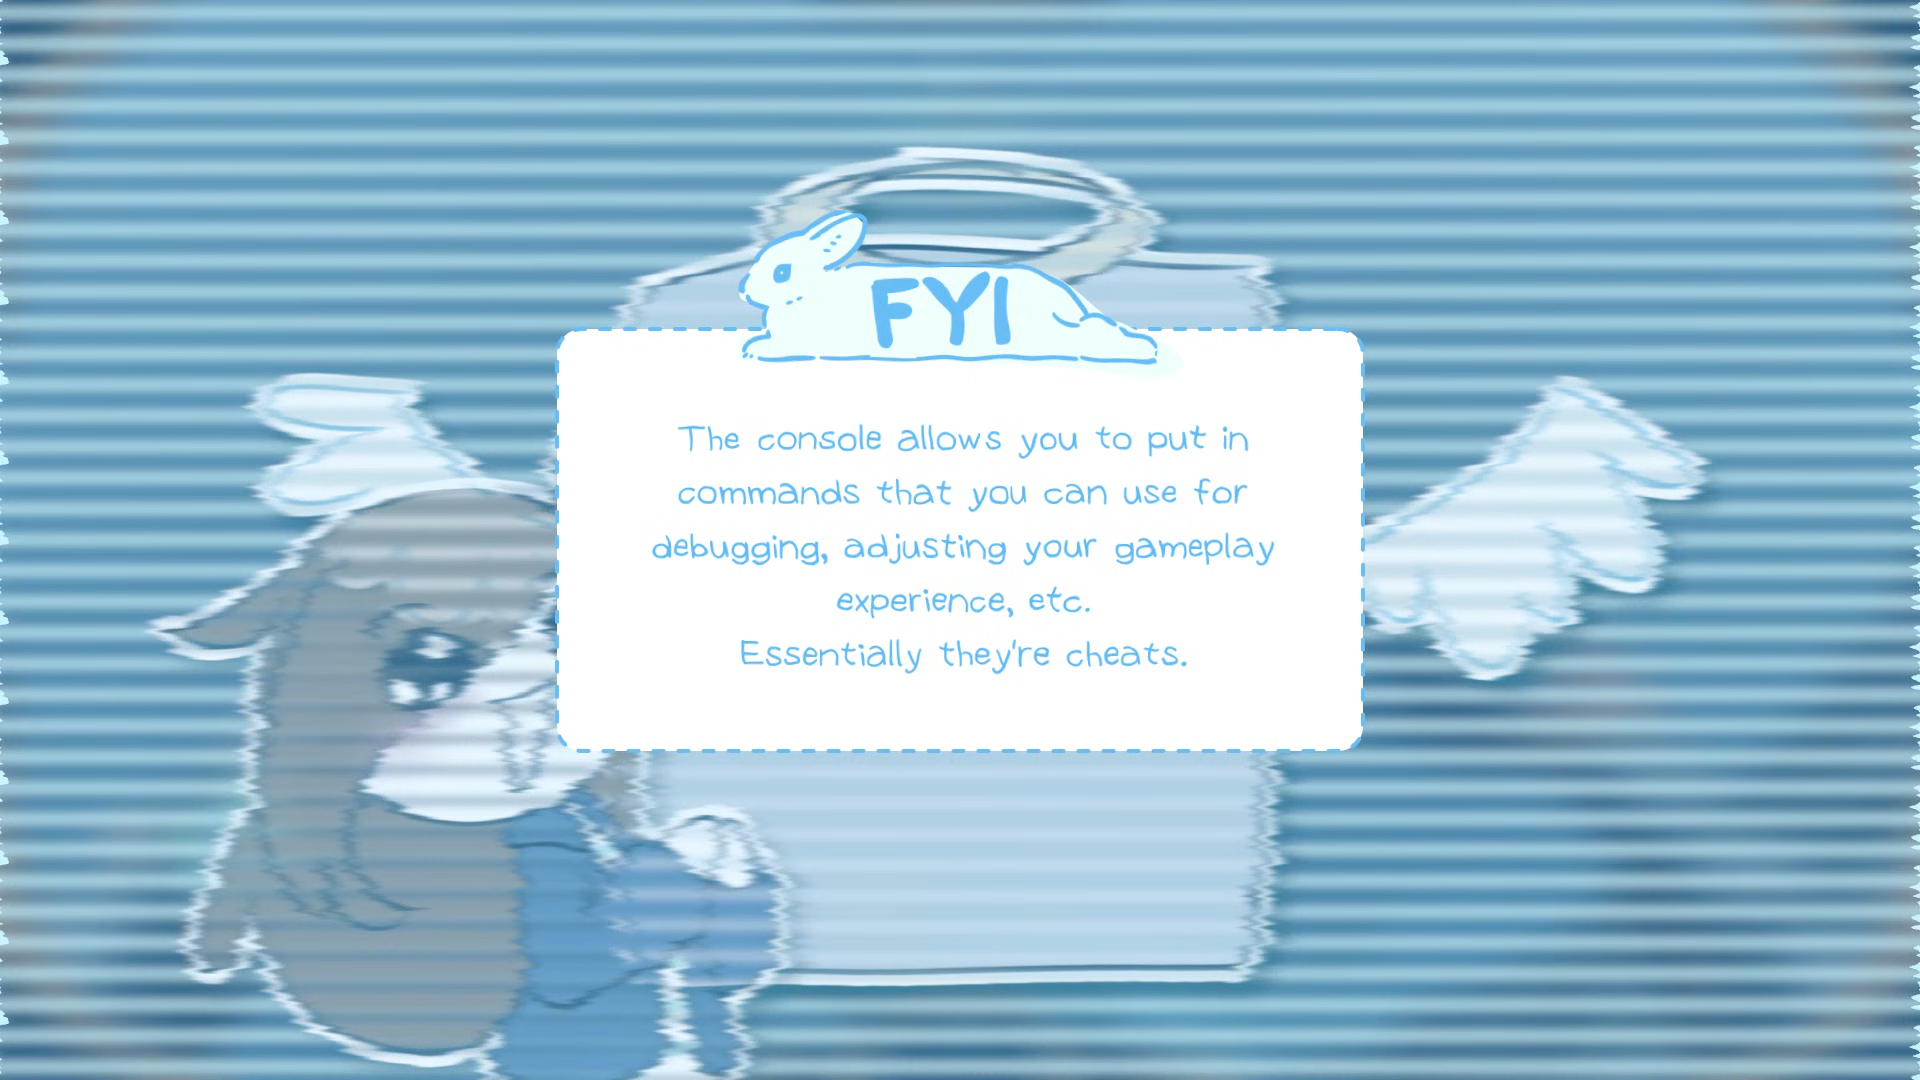 FYI
The console allows you to put in
commands that you can use for
debugging, adjusting your gameplay
experience, etc.
Essentially they're cheats.